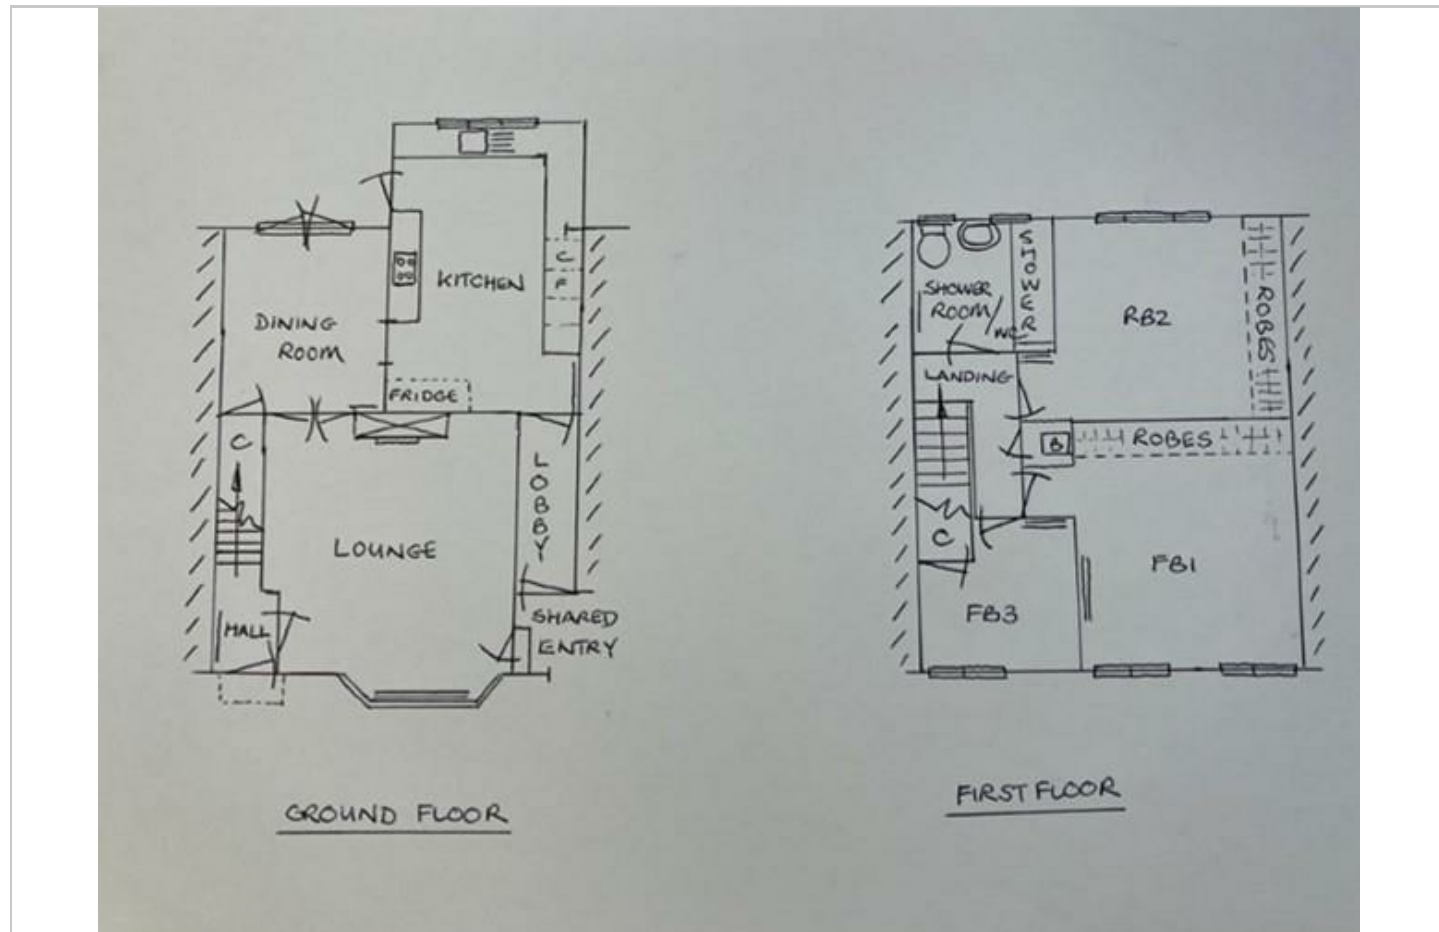 KITCHEN
C
F
DINING
ROOM
FRIDGE
C
LOBBY
LOUNGE
HALL
SHARED
ENTRY
GROUND FLOOR
SHOWER
ROOM/
WC
SHOWER
RB2
ROBES
LANDING
B
ROBES
C
FB1
FB3
FIRST FLOOR